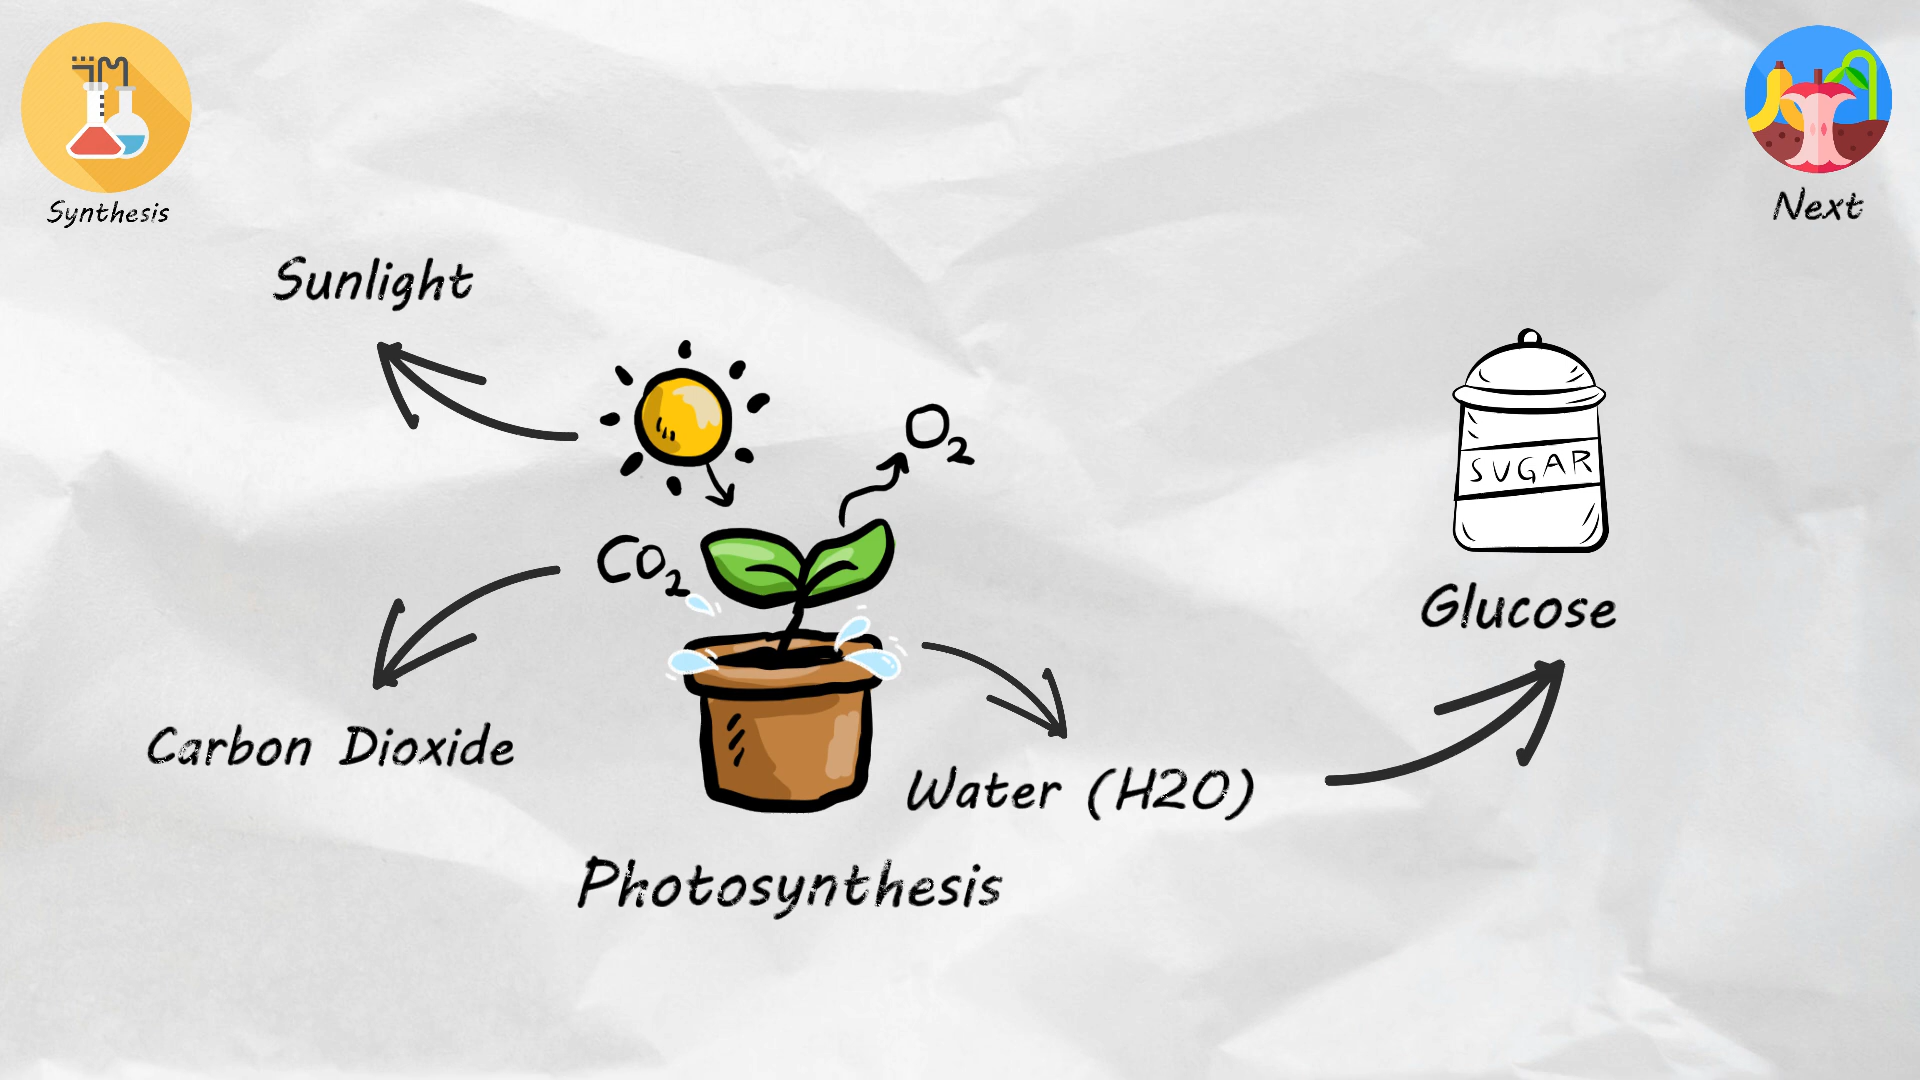 Synthesis
Next
Sunlight
O2
SUGAR
CO2
Glucose
Carbon Dioxide
Water (H2O)
Photosynthesis